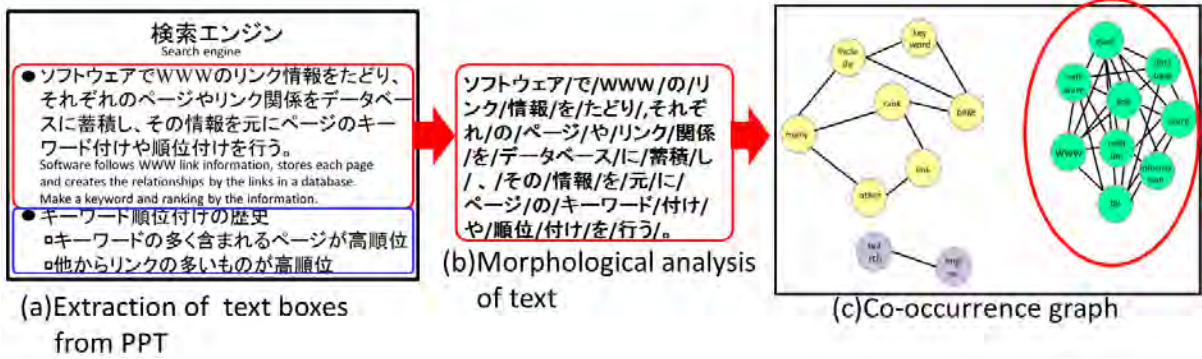 検索エンジン
Search engine
●ソフトウェアでWWWのリンク情報をたどり、
それぞれのページやリンク関係をデータベー
スに蓄積し、その情報を元にページのキー
ワード付けや順位付けを行う。
Software follows WWW link information, stores each page
and creates the relationships by the links in a database.
Make a keyword and ranking by the information.
●キーワード順位付けの歴史
▫キーワードの多く含まれるページが高順位
▫他からリンクの多いものが高順位
(a)Extraction of text boxes
from PPT
ソフトウェア/で/WWW/の/リ
ンク/情報/を/たどり/,それぞ
れ/の/ページ/や/リンク/関係
/を/データベース/に/蓄積/し
/、/その/情報/を/元/に/
ページ/の/キーワード/付け/
や/順位/付け/を/行う/。
(b)Morphological analysis
of text
key
word
page
rank
many
link
other
WWW
link
(c)Co-occurrence graph